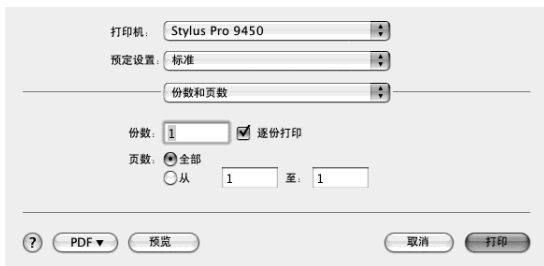 打印机: Stylus Pro 9450
预定设置: 标准
份数和页数
份数: 1 逐份打印
页数: 全部
从 1 至: 1
? PDF▼ 预览 取消 打印